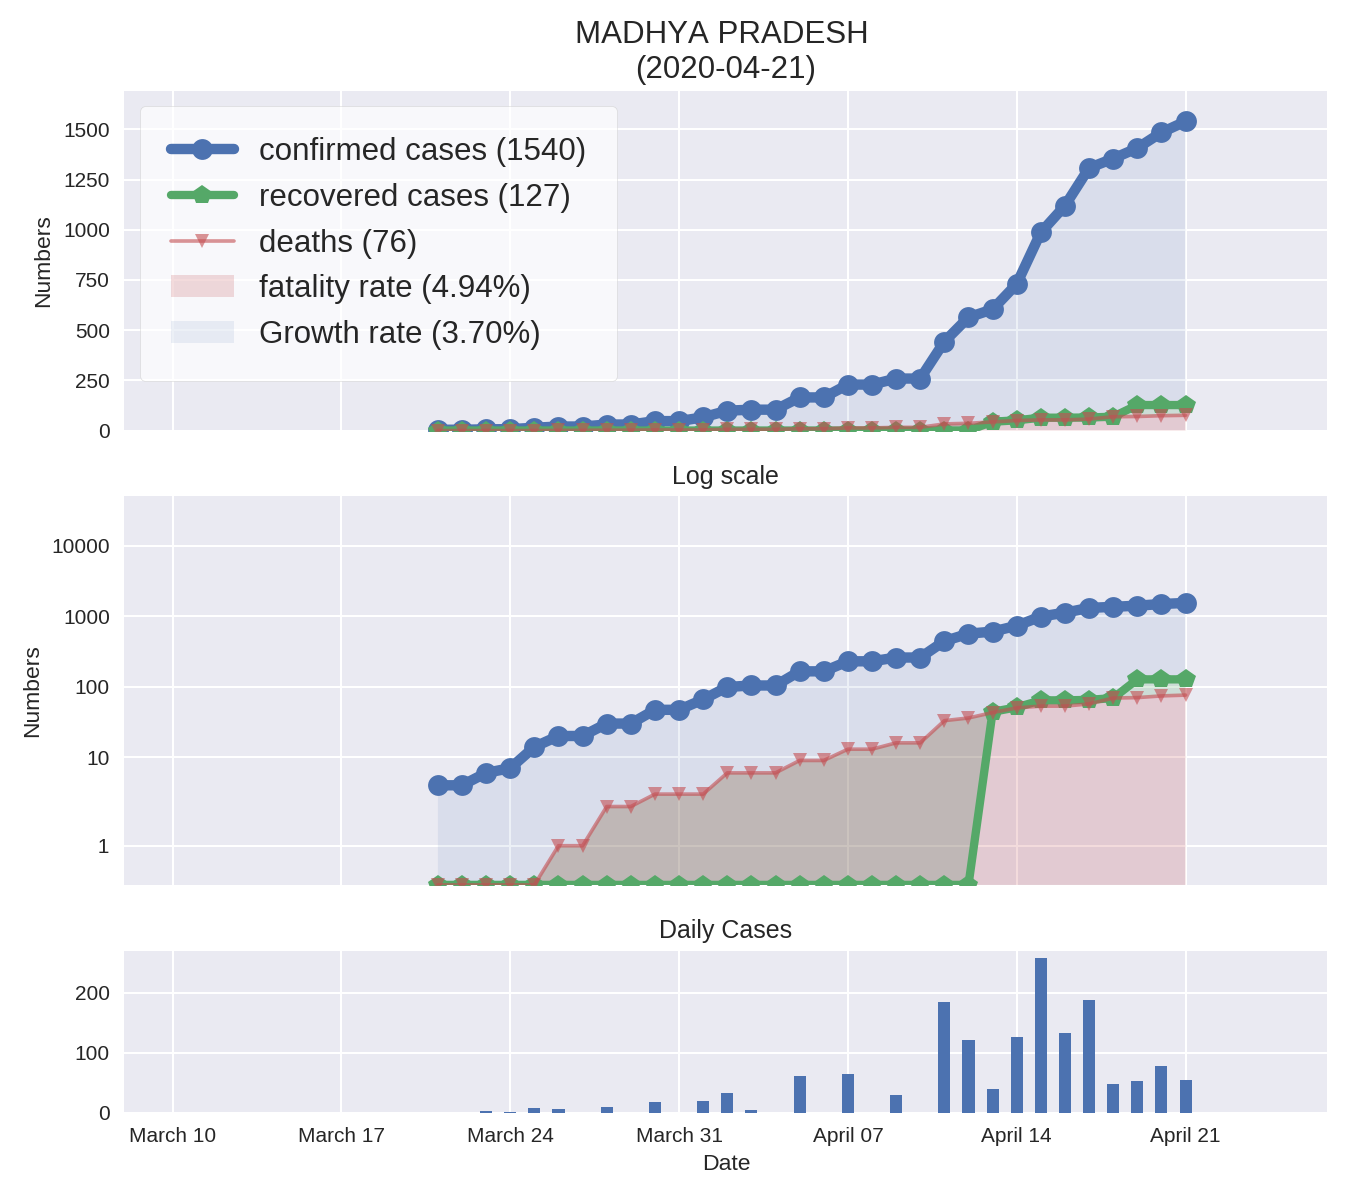 MADHYA PRADESH
(2020-04-21)
1500
1250
1000
750
500
250
0
Numbers
confirmed cases (1540)
recovered cases (127)
deaths (76)
fatality rate (4.94%)
Growth rate (3.70%)
Log scale
10000
1000
100
10
1
Numbers
Daily Cases
200
100
0
March 10 March 17 March 24 March 31 April 07 April 14 April 21
Date